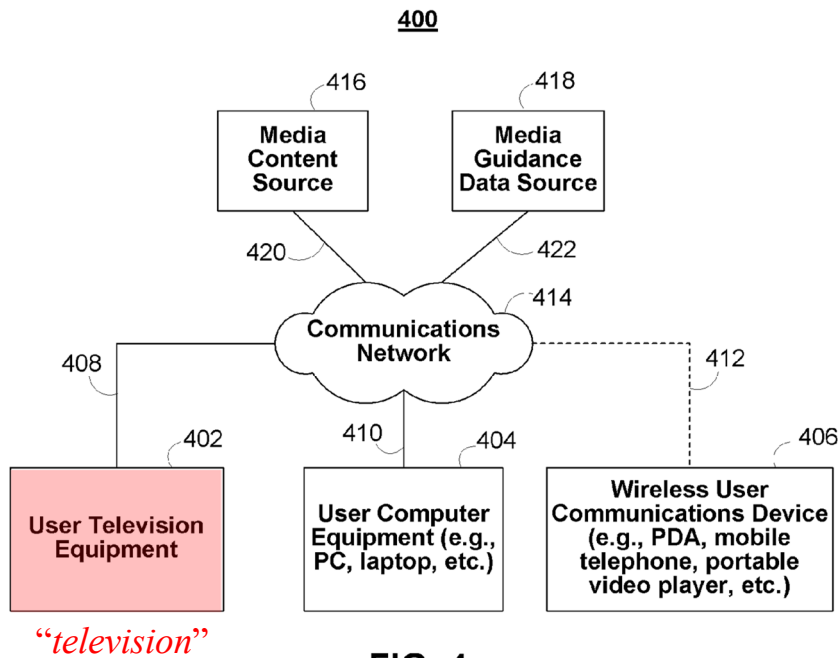 400
416
418
Media
Content
Source
Media
Guidance
Data Source
420
422
414
Communications
Network
408
412
402
410
404
406
User Television
Equipment
User Computer
Equipment (e.g.,
PC, laptop, etc.)
Wireless User
Communications Device
(e.g., PDA, mobile
telephone, portable
video player, etc.)
“television”